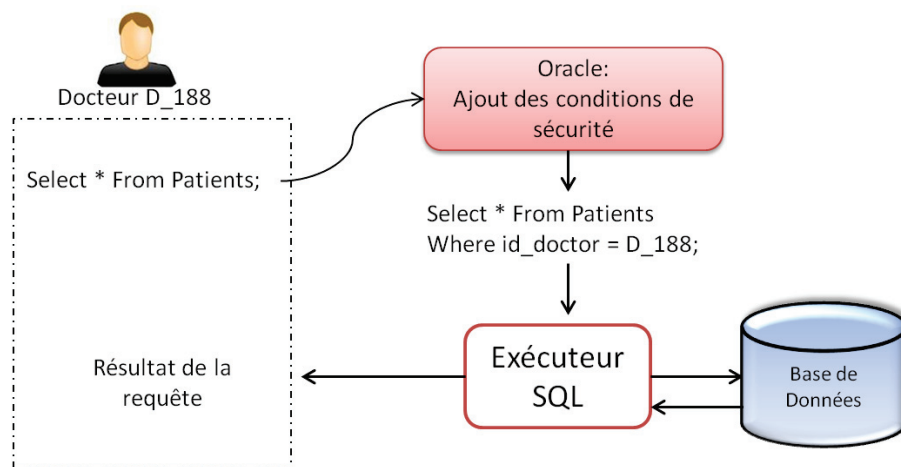 Docteur D_188
Select * From Patients;
Oracle:
Ajout des conditions de
sécurité
Select * From Patients
Where id_doctor = D_188;
Exécuteur
SQL
Base de
Données
Résultat de la
requête